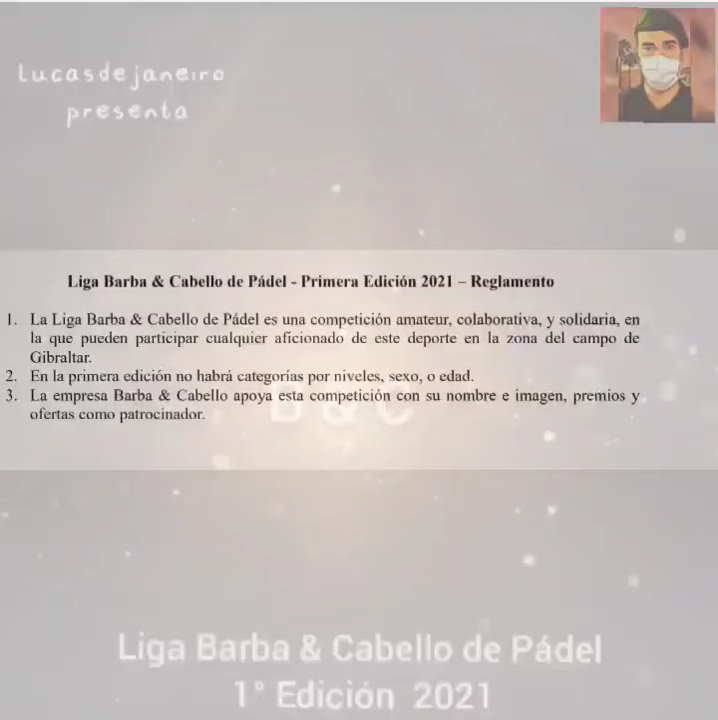 Lucasdejaneiro
presenta
Liga Barba & Cabello de Pádel - Primera Edición 2021 – Reglamento
1. La Liga Barba & Cabello de Pádel es una competición amateur, colaborativa, y solidaria, en
la que pueden participar cualquier aficionado de este deporte en la zona del campo de
Gibraltar.
2. En la primera edición no habrá categorías por niveles, sexo, o edad.
3. La empresa Barba & Cabello apoya esta competición con su nombre e imagen, premios y
B & C
ofertas como patrocinador.
Liga Barba & Cabello de Pádel
1° Edición 2021